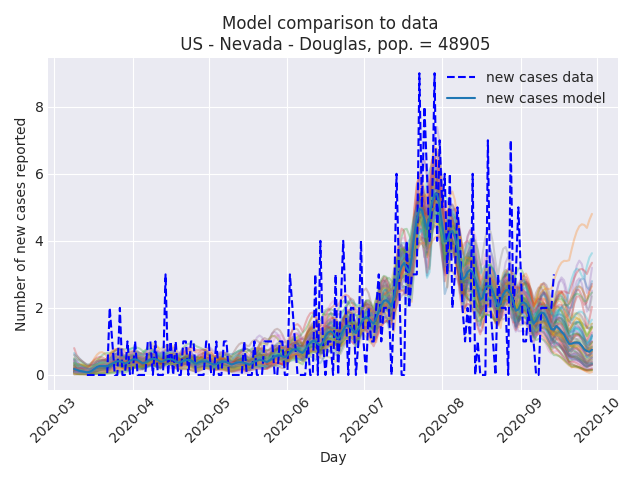 Model comparison to data
US - Nevada - Douglas, pop. = 48905
new cases data
new cases model
Number of new cases reported
8
6
4
2
0
2020-03
2020-04
2020-05
2020-06
2020-07
2020-08
2020-09
2020-10
Day